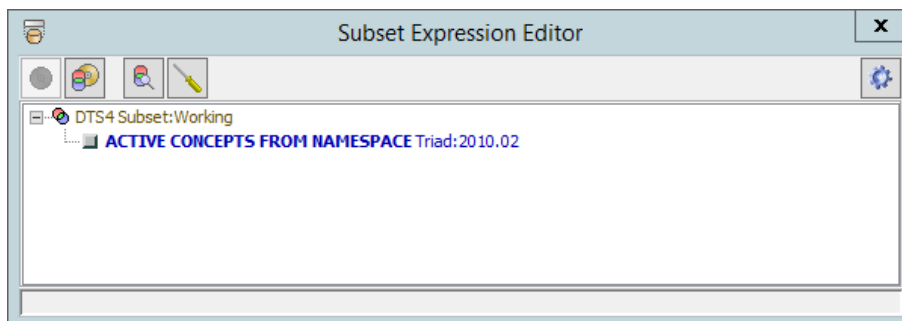 Subset Expression Editor
x
DTS4 Subset:Working
ACTIVE CONCEPTS FROM NAMESPACE Triad:2010.02